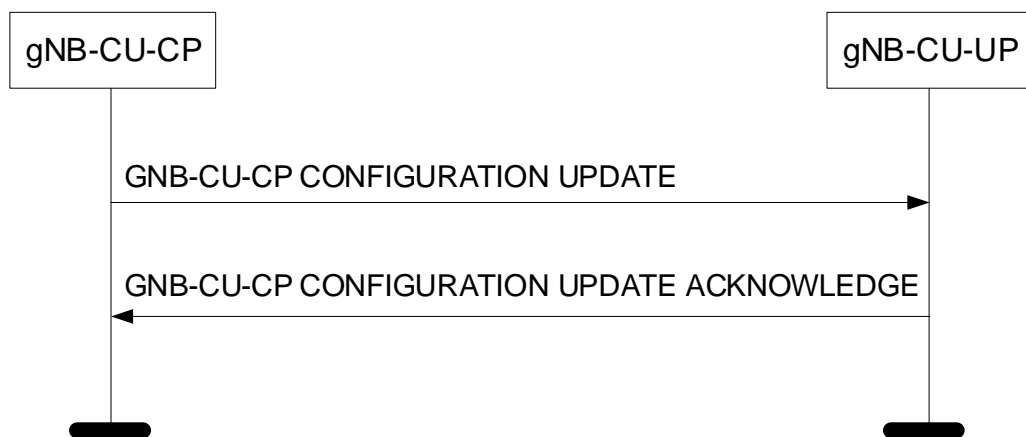 gNB-CU-CP
gNB-CU-UP
GNB-CU-CP CONFIGURATION UPDATE
GNB-CU-CP CONFIGURATION UPDATE ACKNOWLEDGE